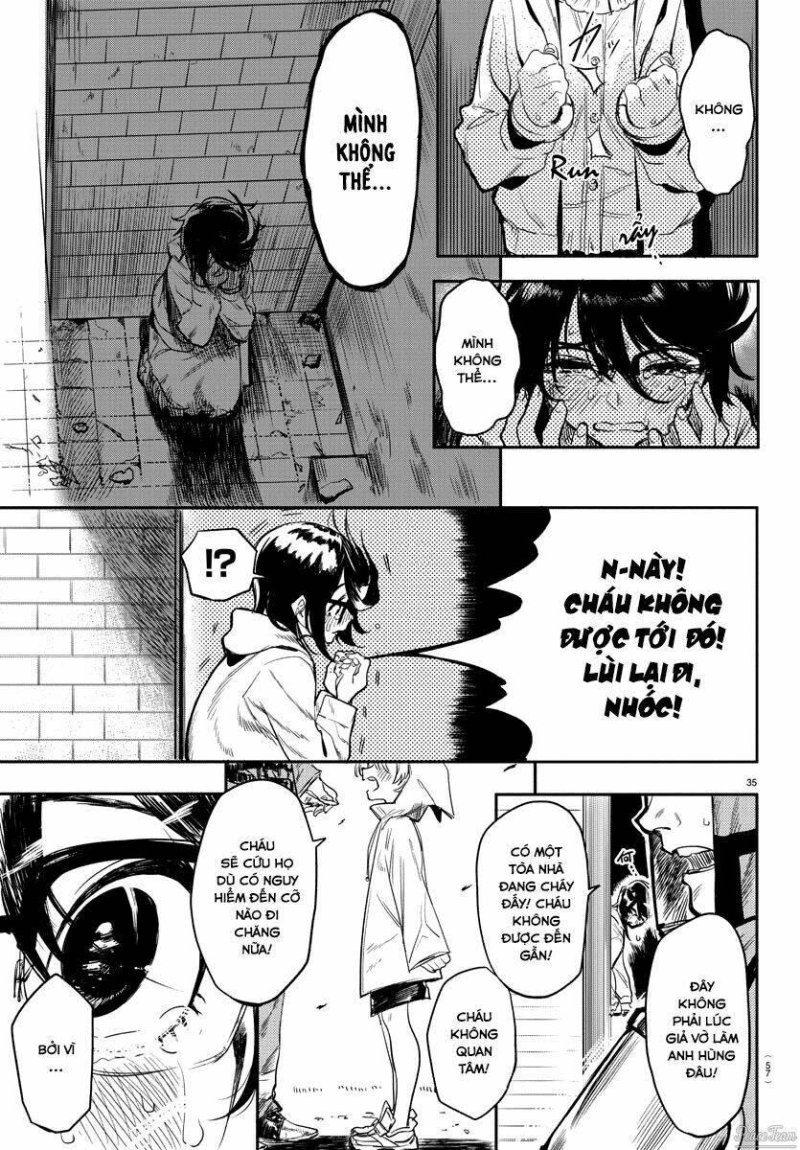 KHÔNG
...
Run
rẩy
MÌNH
KHÔNG
THỂ...
MÌNH
KHÔNG
THỂ...
N-NÀY!
CHÁU KHÔNG
ĐƯỢC TỚI ĐÓ!
LÙI LẠI ĐI,
NHÓC!
!?
35
CÓ MỘT
TÒA NHÀ
ĐANG CHÁY
ĐẤY! CHÁU
KHÔNG
ĐƯỢC ĐẾN
GẦN!
ĐÂY
KHÔNG
PHẢI LÚC
GIẢ VỜ LÀM
ANH HÙNG
ĐÂU!
CHÁU
SẼ CỨU HỌ
DÙ CÓ NGUY
HIỂM ĐẾN CỠ
NÀO ĐI
CHĂNG
NỮA!
CHÁU
KHÔNG
QUAN
TÂM!
BỞI VÌ
...
(57)